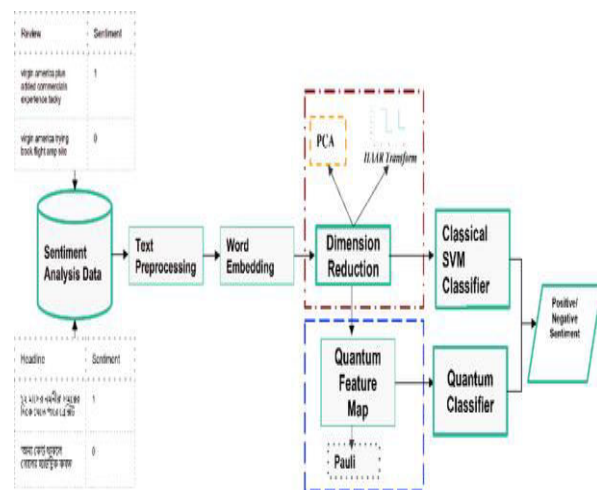 Review Sentiment
virgin america plus
added commercials
experience tacky
1
virgin america trying
book flight
site
0
PCA
HAAR Transform
Sentiment
Analysis Data
Text
Preprocessing
Word
Embedding
Dimension
Reduction
Classical
SVM
Classifier
Positive/
Negative
Sentiment
Headline Sentiment
1
0
Quantum
Feature
Map
Quantum
Classifier
Pauli